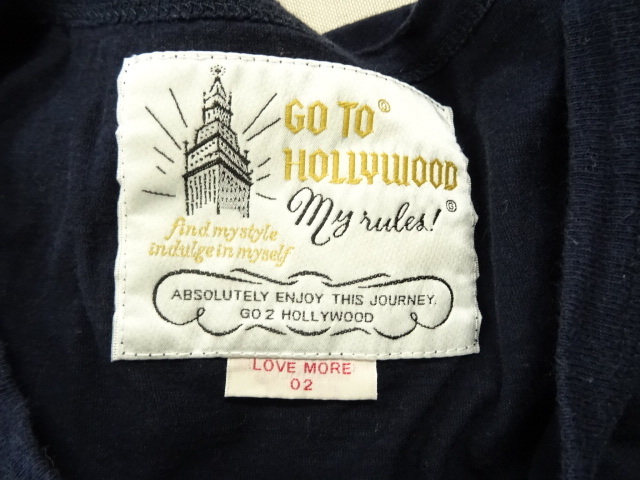 GO TO®
HOLLYWOOD®
My rules!
find my style
indulge in myself
ABSOLUTELY ENJOY THIS JOURNEY.
GO 2 HOLLYWOOD
LOVE MORE
02